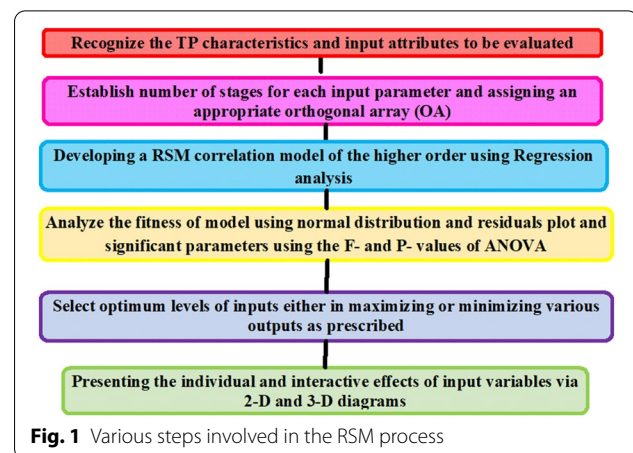 Recognize the TP characteristics and input attributes to be evaluated
Establish number of stages for each input parameter and assigning an
appropriate orthogonal array (OA)
Developing a RSM correlation model of the higher order using Regression
analysis
Analyze the fitness of model using normal distribution and residuals plot and
significant parameters using the F- and P- values of ANOVA
Select optimum levels of inputs either in maximizing or minimizing various
outputs as prescribed
Presenting the individual and interactive effects of input variables via
2-D and 3-D diagrams
Fig. 1 Various steps involved in the RSM process